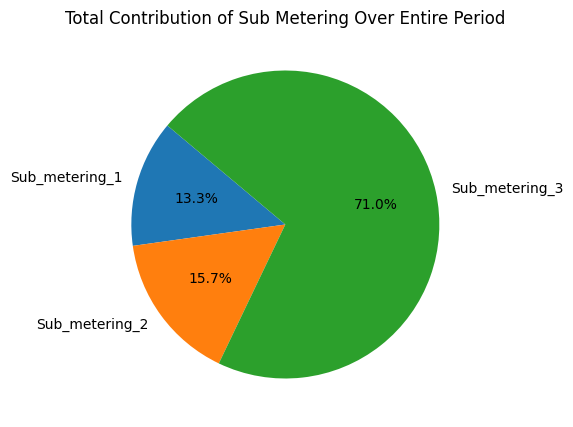 Total Contribution of Sub Metering Over Entire Period
Sub_metering_1
13.3%
Sub_metering_3
71.0%
15.7%
Sub_metering_2